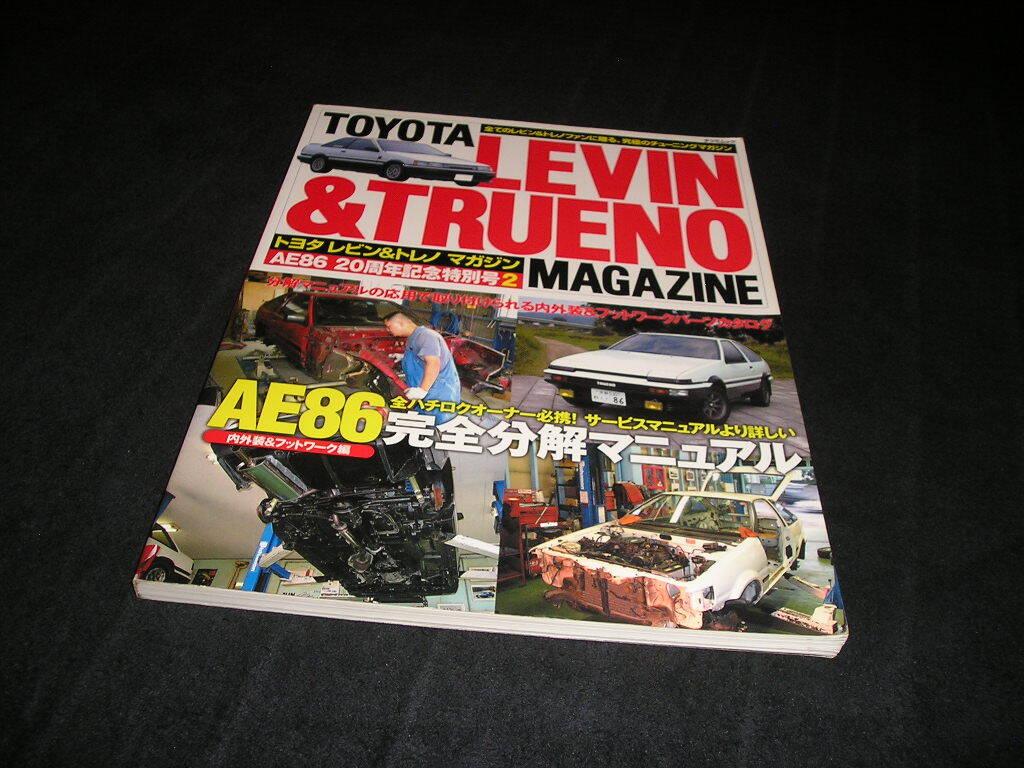 TOYOTA
全てのレビン&トレノファンに贈る、究極のチューニングマガジン
LEVIN
&TRUENO
トヨタ レビン&トレノ マガジン
MAGAZINE
AE86 20周年記念特別号2
分解マニュアルの応用で取り付けられる内外装&フットワークパーツカタログ
TRUENO
86
AE86
全ハチロクオーナー必携! サービスマニュアルより詳しい
内外装&フットワーク編
完全分解マニュアル